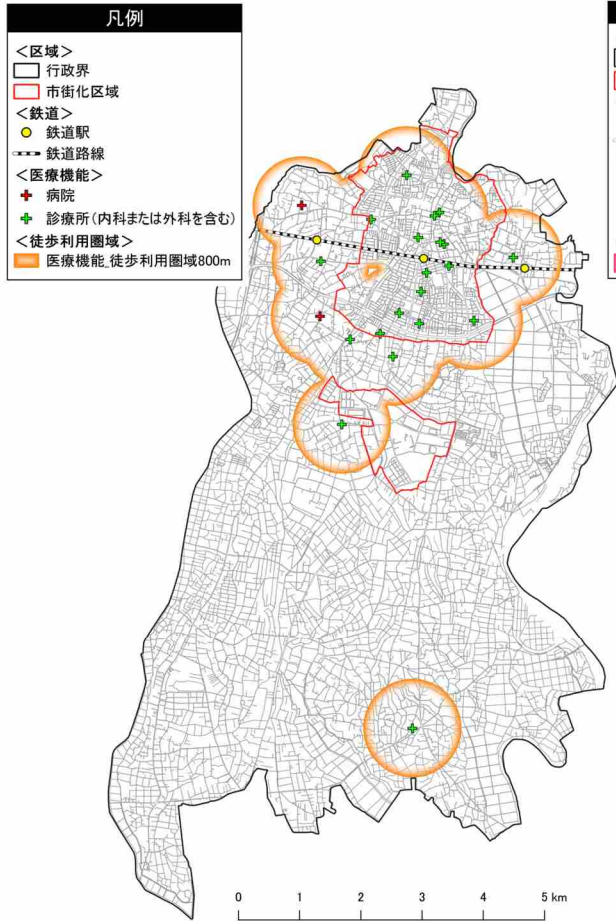 凡例
＜区域＞
行政界
市街化区域
＜鉄道＞
鉄道駅
鉄道路線
＜医療機能＞
病院
診療所（内科または外科を含む）
＜徒歩利用圏域＞
医療機能_徒歩利用圏域800m
0 1 2 3 4 5 km